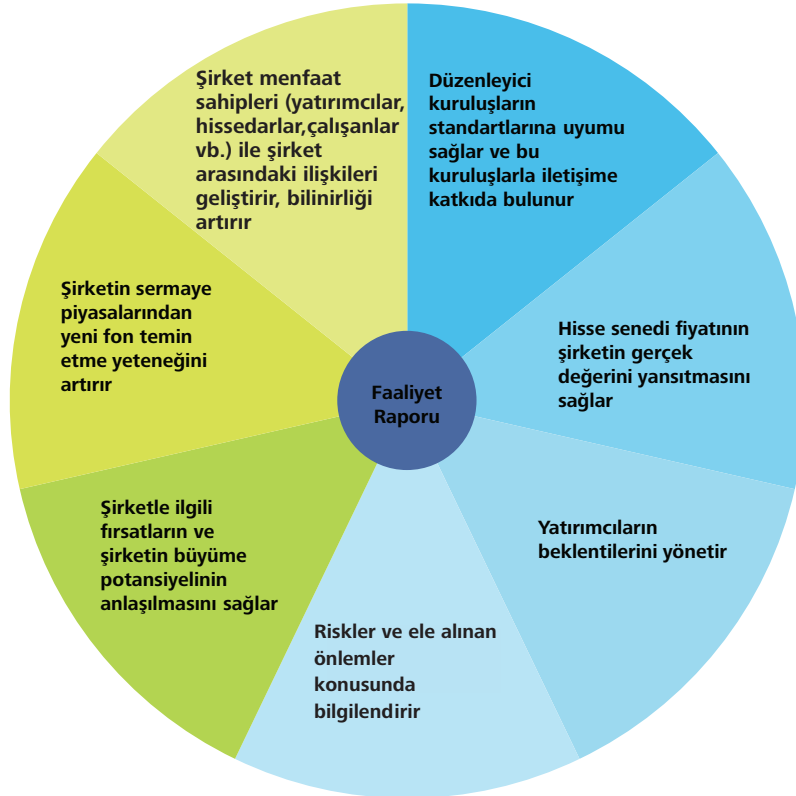 Şirket menfaat
sahipleri (yatırımcılar,
hissedarlar,çalışanlar
vb.) ile şirket
arasındaki ilişkileri
geliştirir, bilinirliği
artırır
Düzenleyici
kuruluşların
standartlarına uyumu
sağlar ve bu
kuruluşlarla iletişime
katkıda bulunur
Hisse senedi fiyatının
şirketin gerçek
değerini yansıtmasını
sağlar
Yatırımcıların
beklentilerini yönetir
Riskler ve ele alınan
önlemler
konusunda
bilgilendirir
Şirketle ilgili
fırsatların ve
şirketin büyüme
potansiyelinin
anlaşılmasını sağlar
Şirketin sermaye
piyasalarından
yeni fon temin
etme yeteneğini
artırır
Faaliyet
Raporu